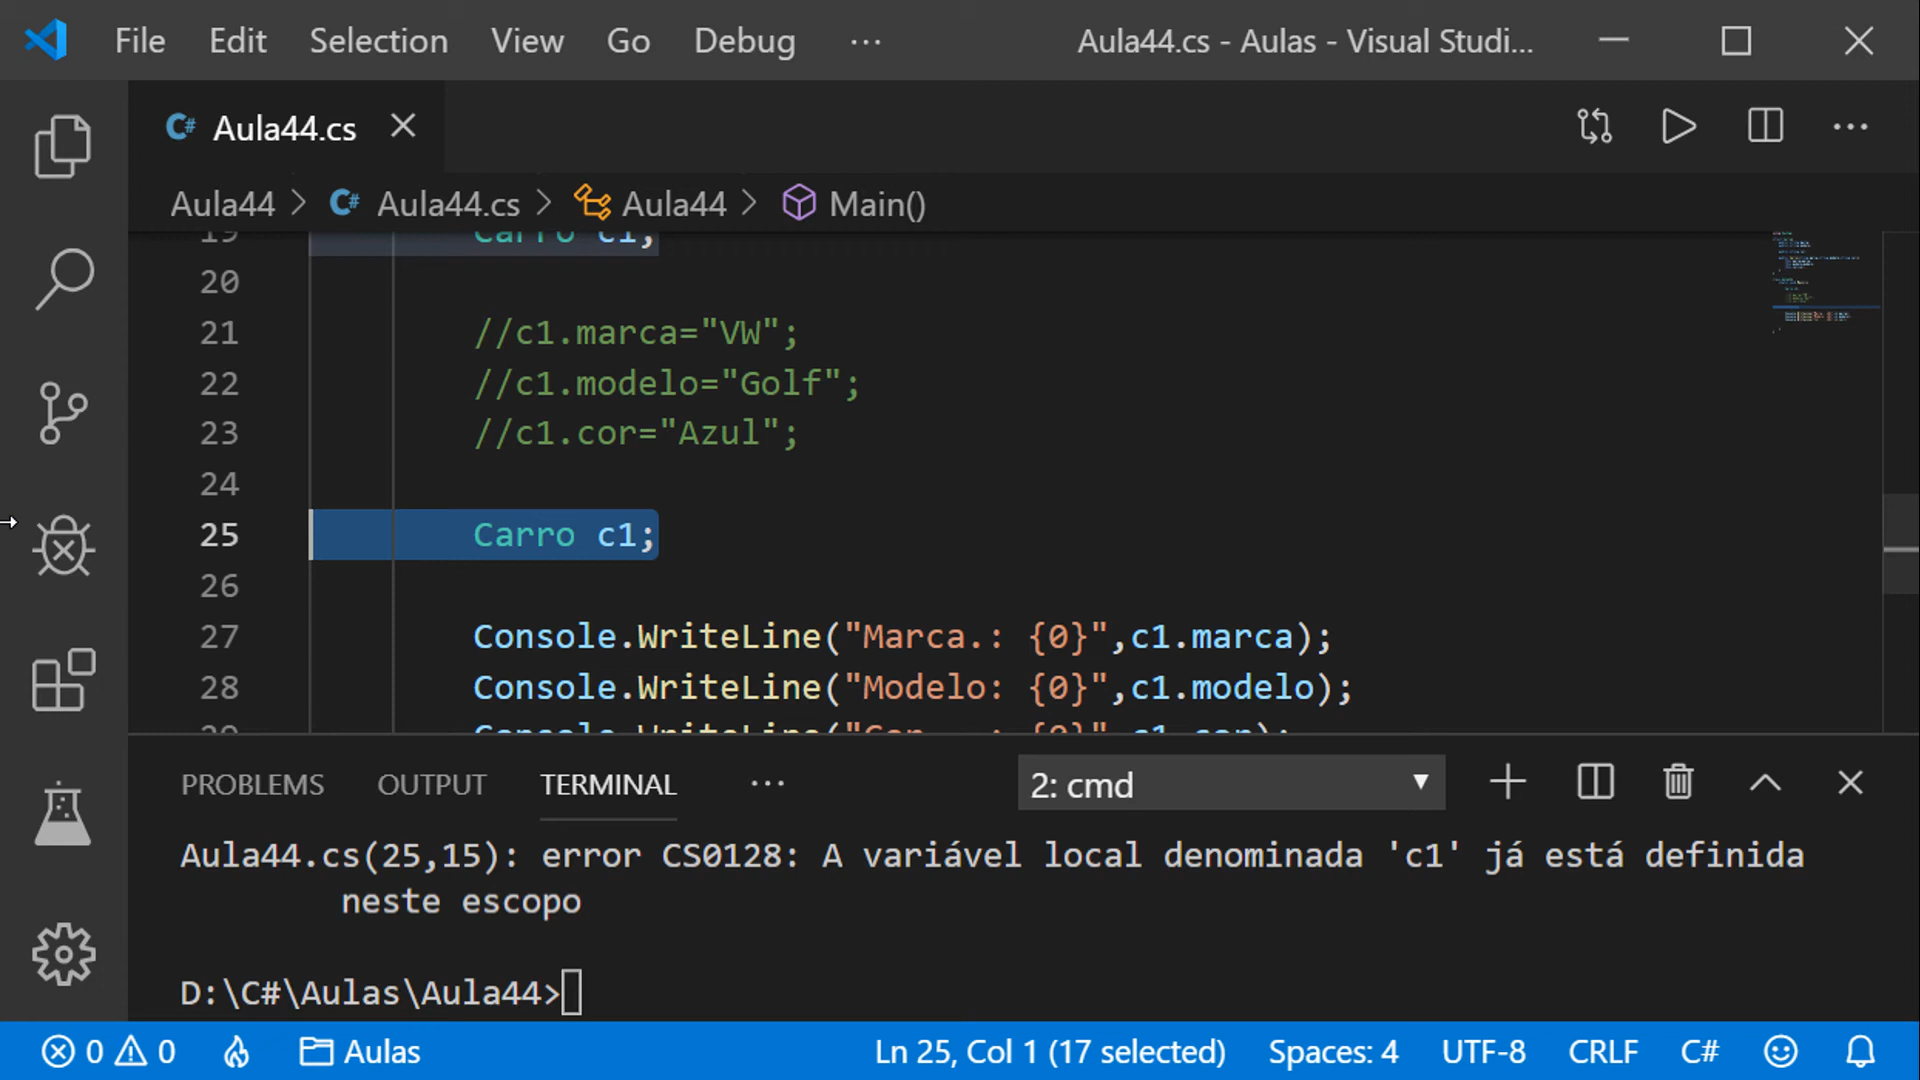 File Edit Selection View Go Debug ··· Aula44.cs - Aulas - Visual Studi...
C# Aula44.cs
Aula44 > C# Aula44.cs > Aula44 > Main()
19 Carro c1;
20
21 //c1.marca="VW";
22 //c1.modelo="Golf";
23 //c1.cor="Azul";
24
25 Carro c1;
26
27 Console.WriteLine("Marca.: {0}",c1.marca);
28 Console.WriteLine("Modelo: {0}",c1.modelo);
PROBLEMS OUTPUT TERMINAL ··· 2: cmd
Aula44.cs(25,15): error CS0128: A variável local denominada 'c1' já está definida
neste escopo
D:\C#\Aulas\Aula44>
0 0 Aulas Ln 25, Col 1 (17 selected) Spaces: 4 UTF-8 CRLF C#